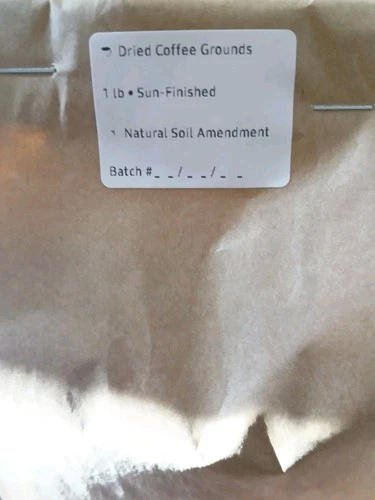 Dried Coffee Grounds
1 lb • Sun-Finished
Natural Soil Amendment
Batch #_ _/_ _/_ _